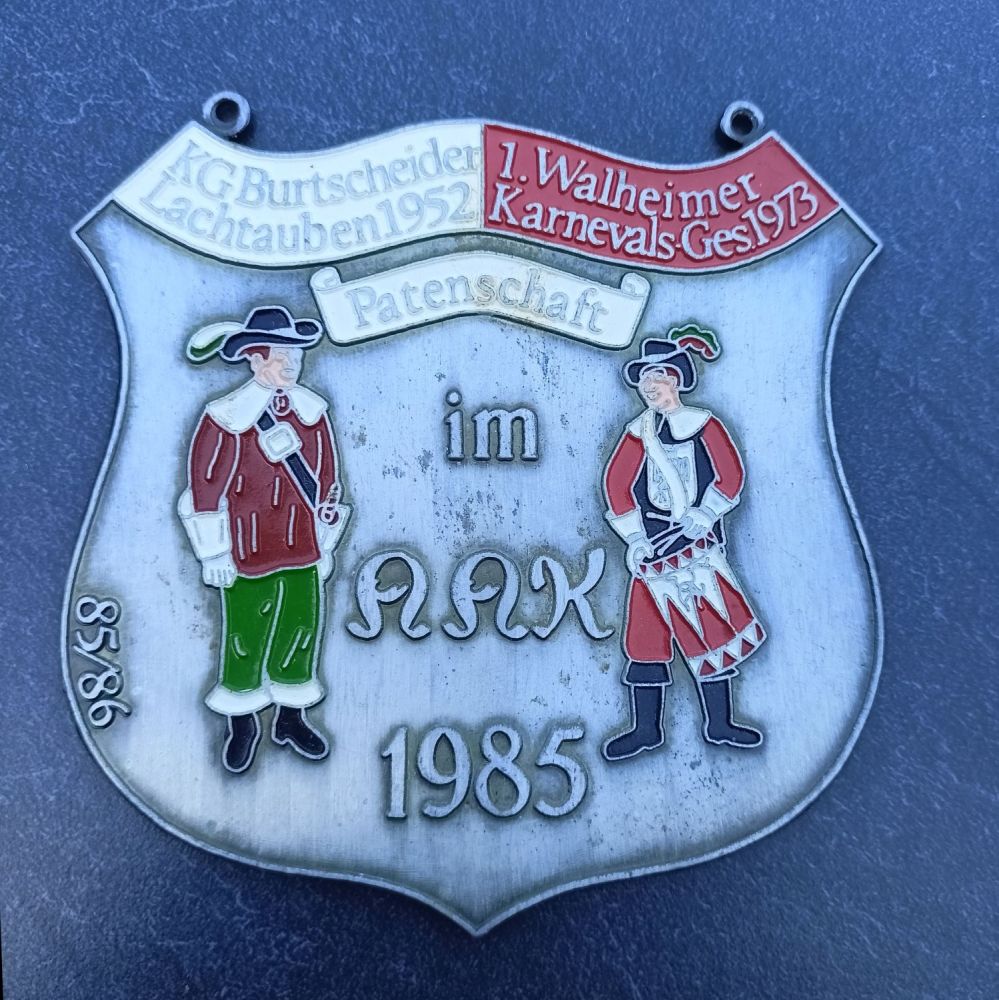 KG Burtscheider
Lachtauben 1952
1. Walheimer
Karnevals-Ges. 1973
Patenschaft
im
AAK
1985
85/86